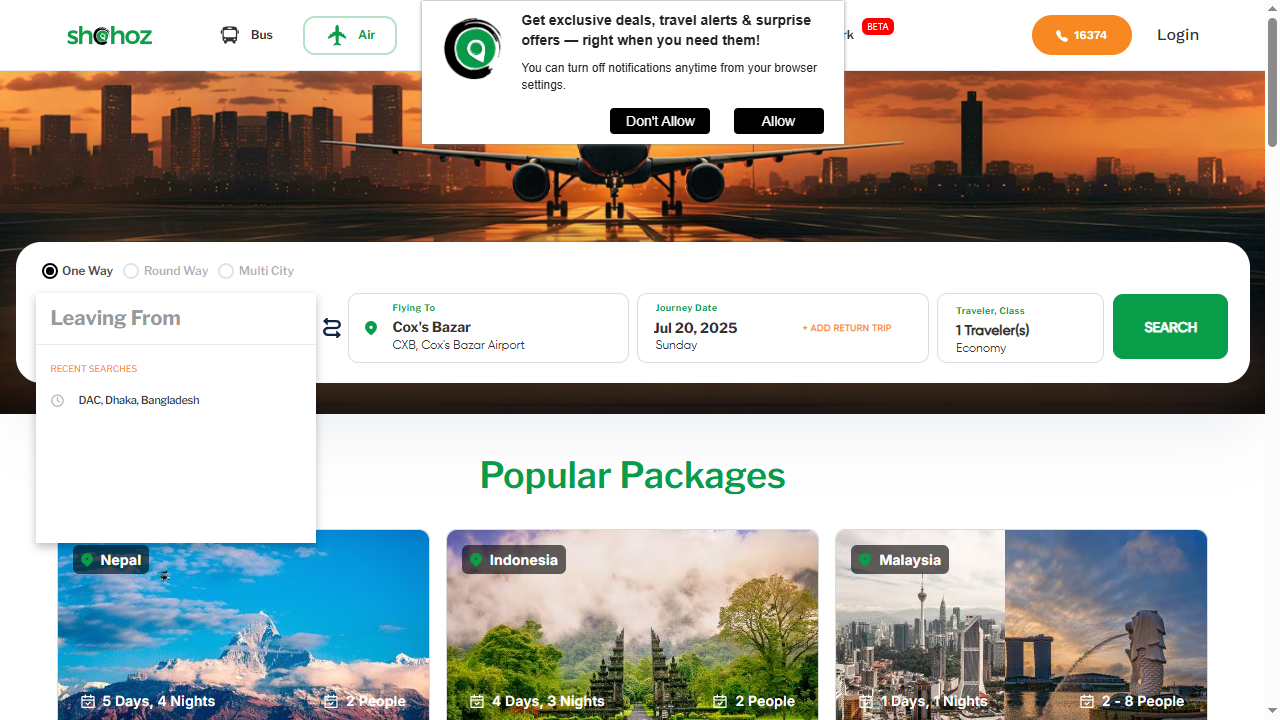 shohoz
Bus
Air
Get exclusive deals, travel alerts & surprise
offers — right when you need them!
You can turn off notifications anytime from your browser
settings.
Don't Allow
Allow
rk
BETA
16374
Login
One Way
Round Way
Multi City
Leaving From
RECENT SEARCHES
DAC, Dhaka, Bangladesh
Flying To
Cox's Bazar
CXB, Cox's Bazar Airport
Journey Date
Jul 20, 2025
Sunday
+ ADD RETURN TRIP
Traveler, Class
1 Traveler(s)
Economy
SEARCH
Popular Packages
Nepal
5 Days, 4 Nights
2 People
Indonesia
4 Days, 3 Nights
2 People
Malaysia
1 Days, 1 Nights
2 - 8 People